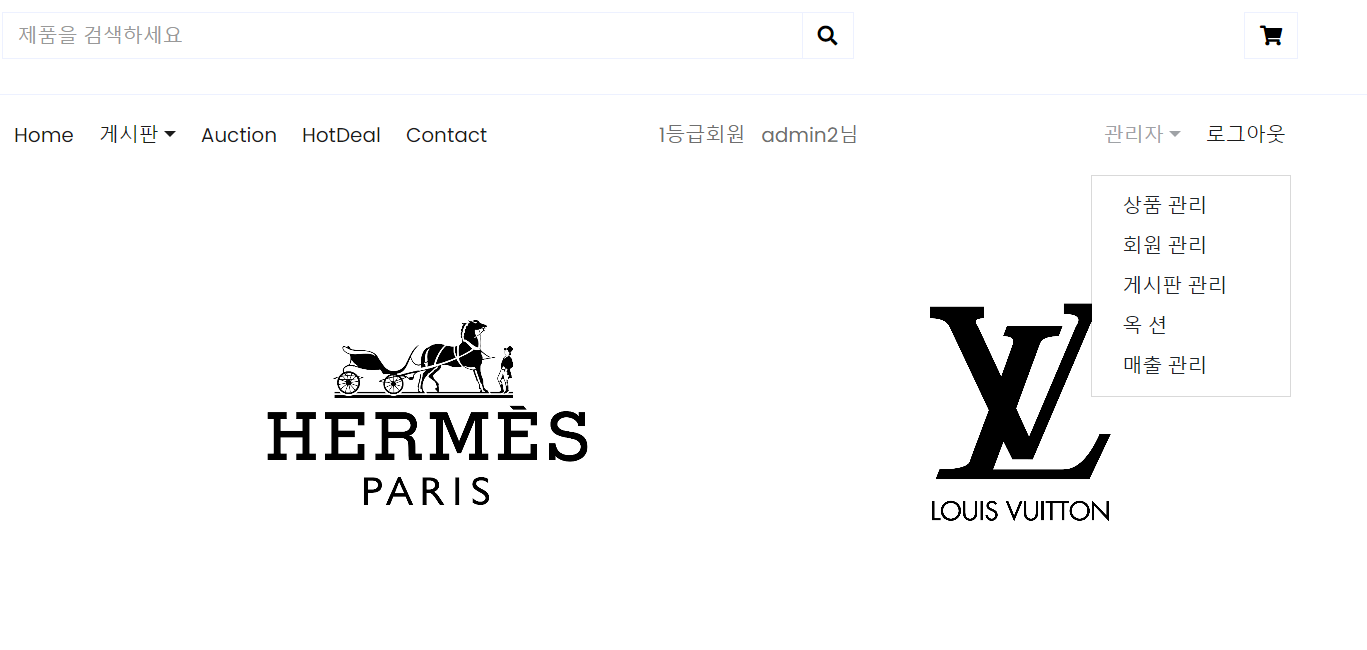 제품을 검색하세요
Home 게시판 Auction HotDeal Contact 1등급회원 admin2님 관리자 로그아웃
상품 관리
회원 관리
게시판 관리
옥 션
매출 관리
HERMÈS
PARIS
LV
LOUIS VUITTON